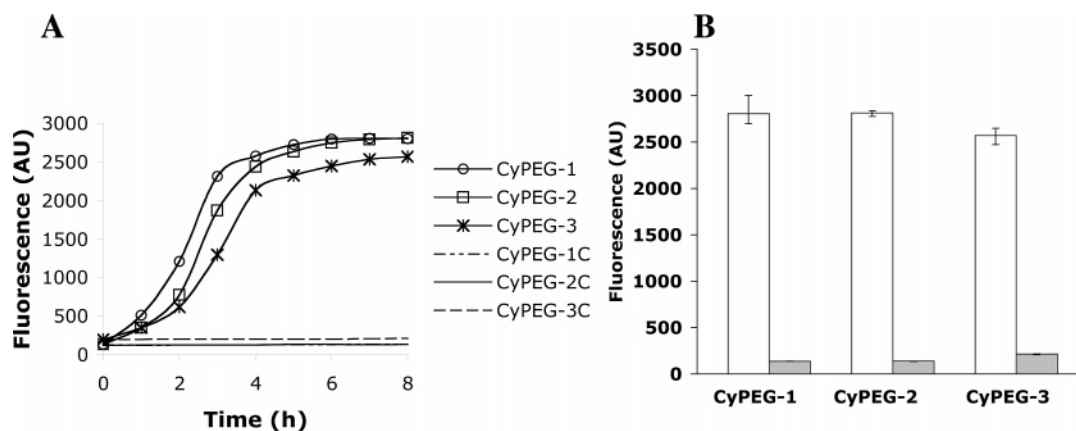 A
Fluorescence (AU)
3000
2500
2000
1500
1000
500
0
0 2 4 6 8
Time (h)
CyPEG-1
CyPEG-2
CyPEG-3
CyPEG-1C
CyPEG-2C
CyPEG-3C
B
Fluorescence (AU)
3500
3000
2500
2000
1500
1000
500
0
CyPEG-1 CyPEG-2 CyPEG-3